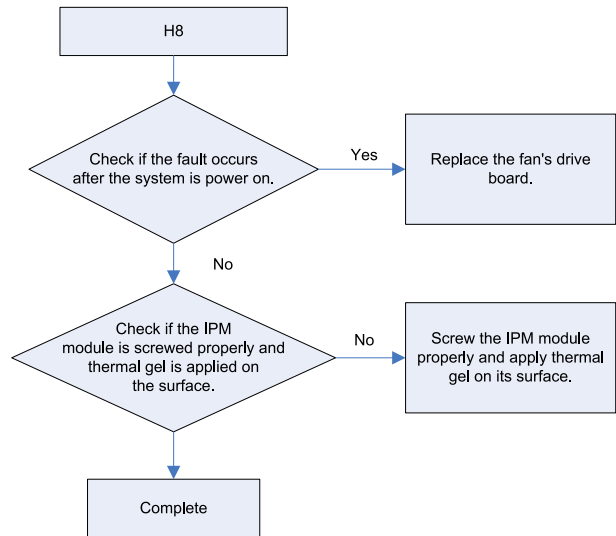 H8
Check if the fault occurs
after the system is power on.
Yes
Replace the fan's drive
board.
No
Check if the IPM
module is screwed properly and
thermal gel is applied on
the surface.
No
Screw the IPM module
properly and apply thermal
gel on its surface.
Complete